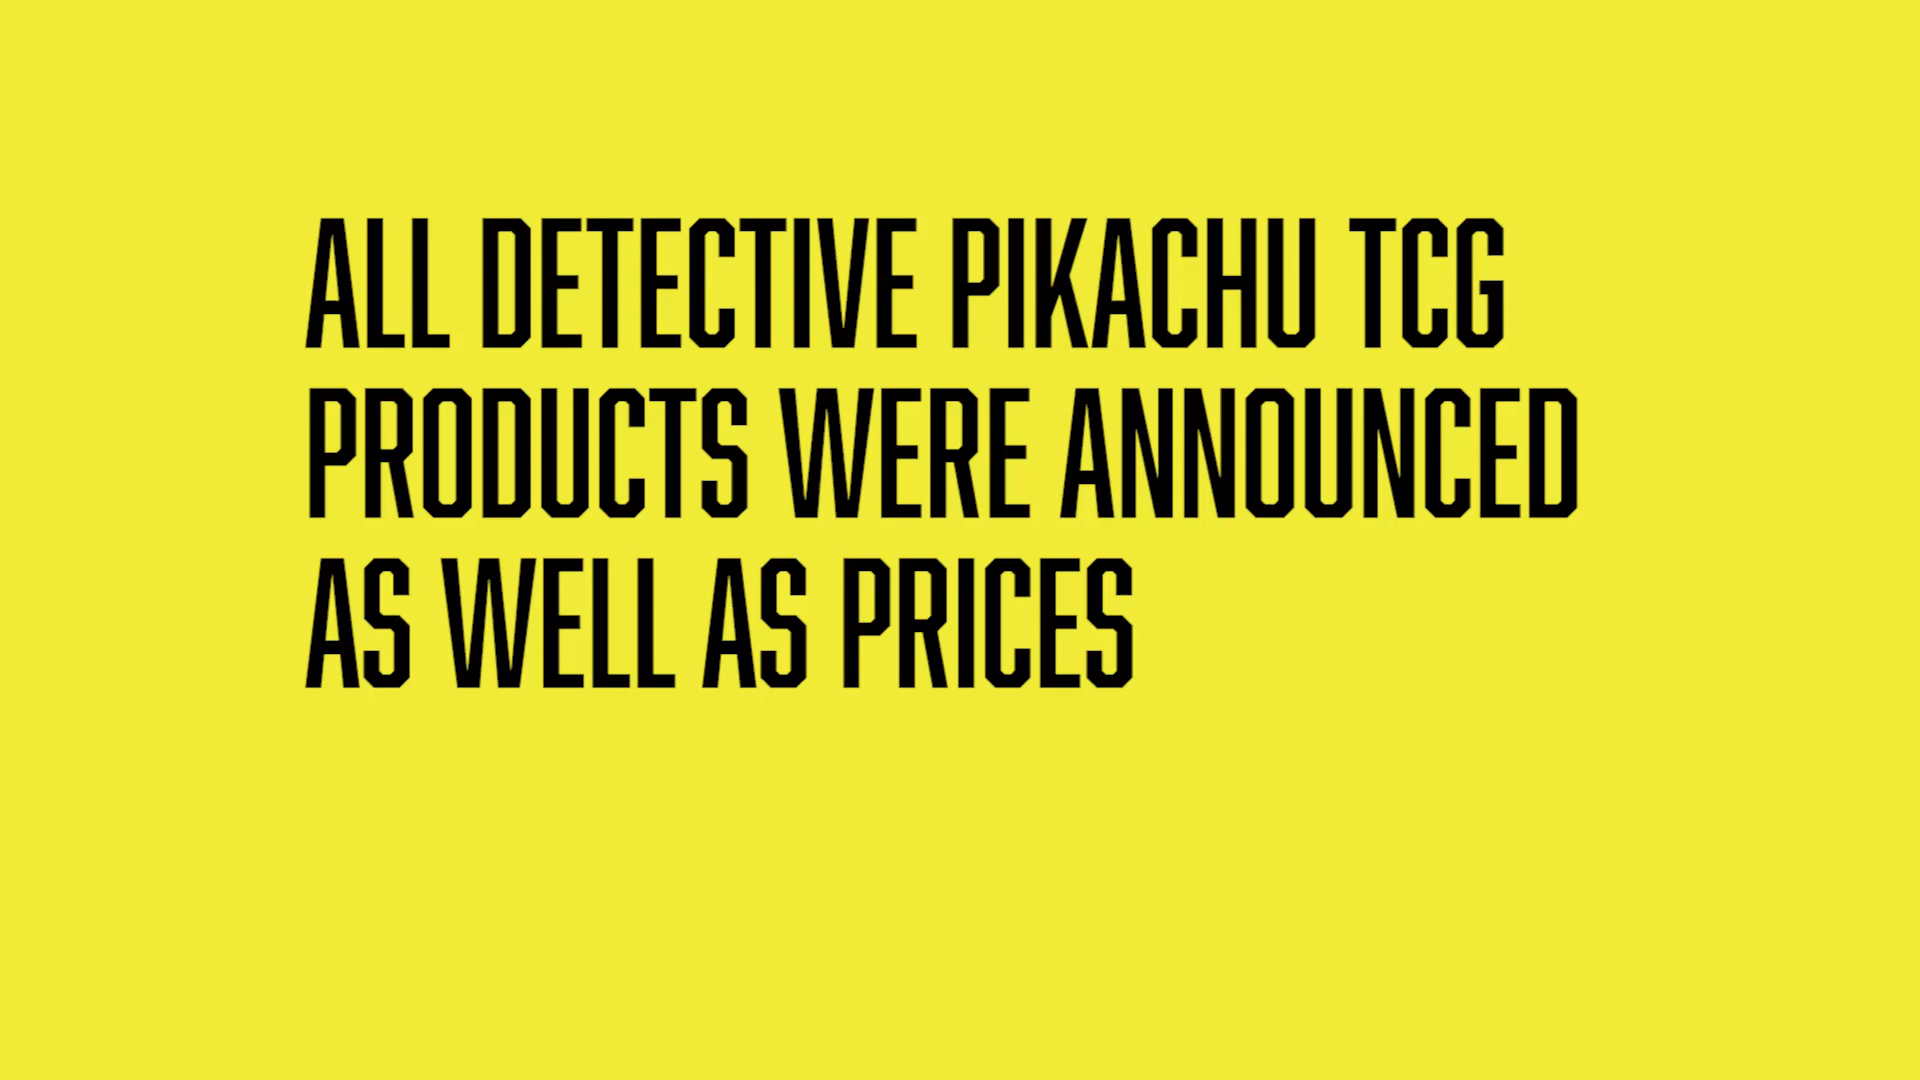 ALL DETECTIVE PIKACHU TCG
PRODUCTS WERE ANNOUNCED
AS WELL AS PRICES